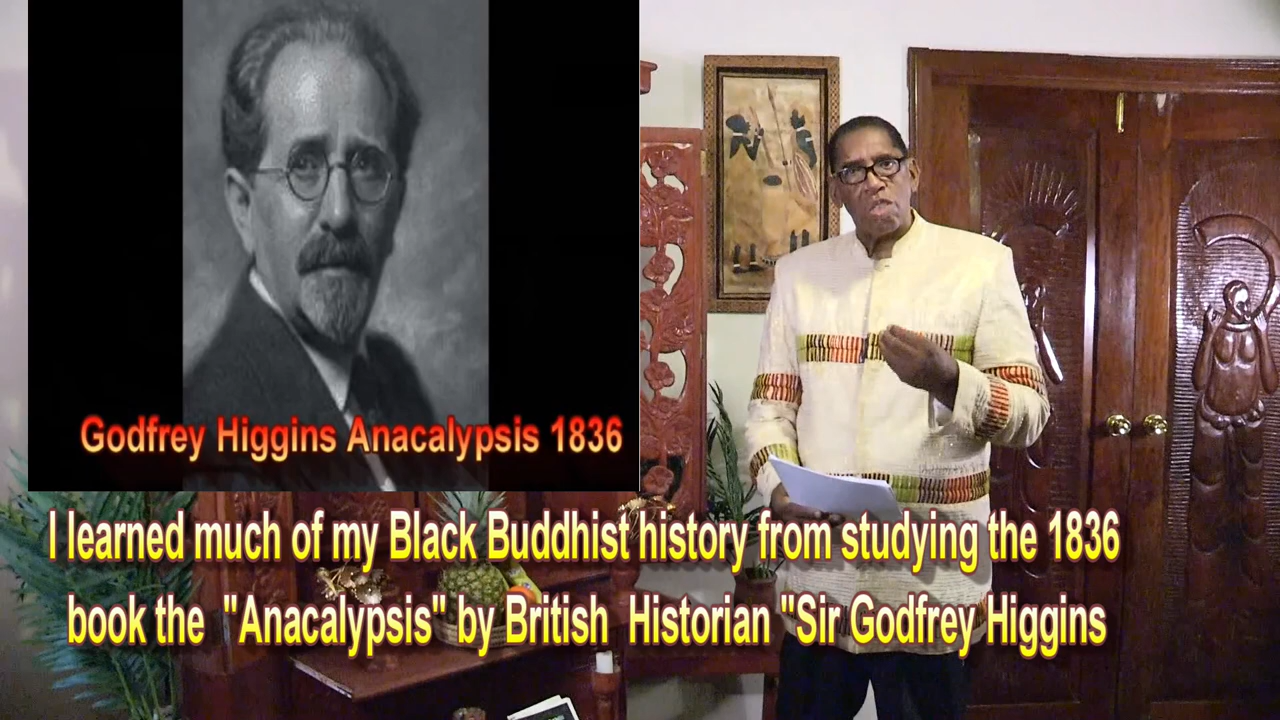 Godfrey Higgins Anacalypsis 1836
I learned much of my Black Buddhist history from studying the 1836
book the "Anacalypsis" by British Historian "Sir Godfrey Higgins